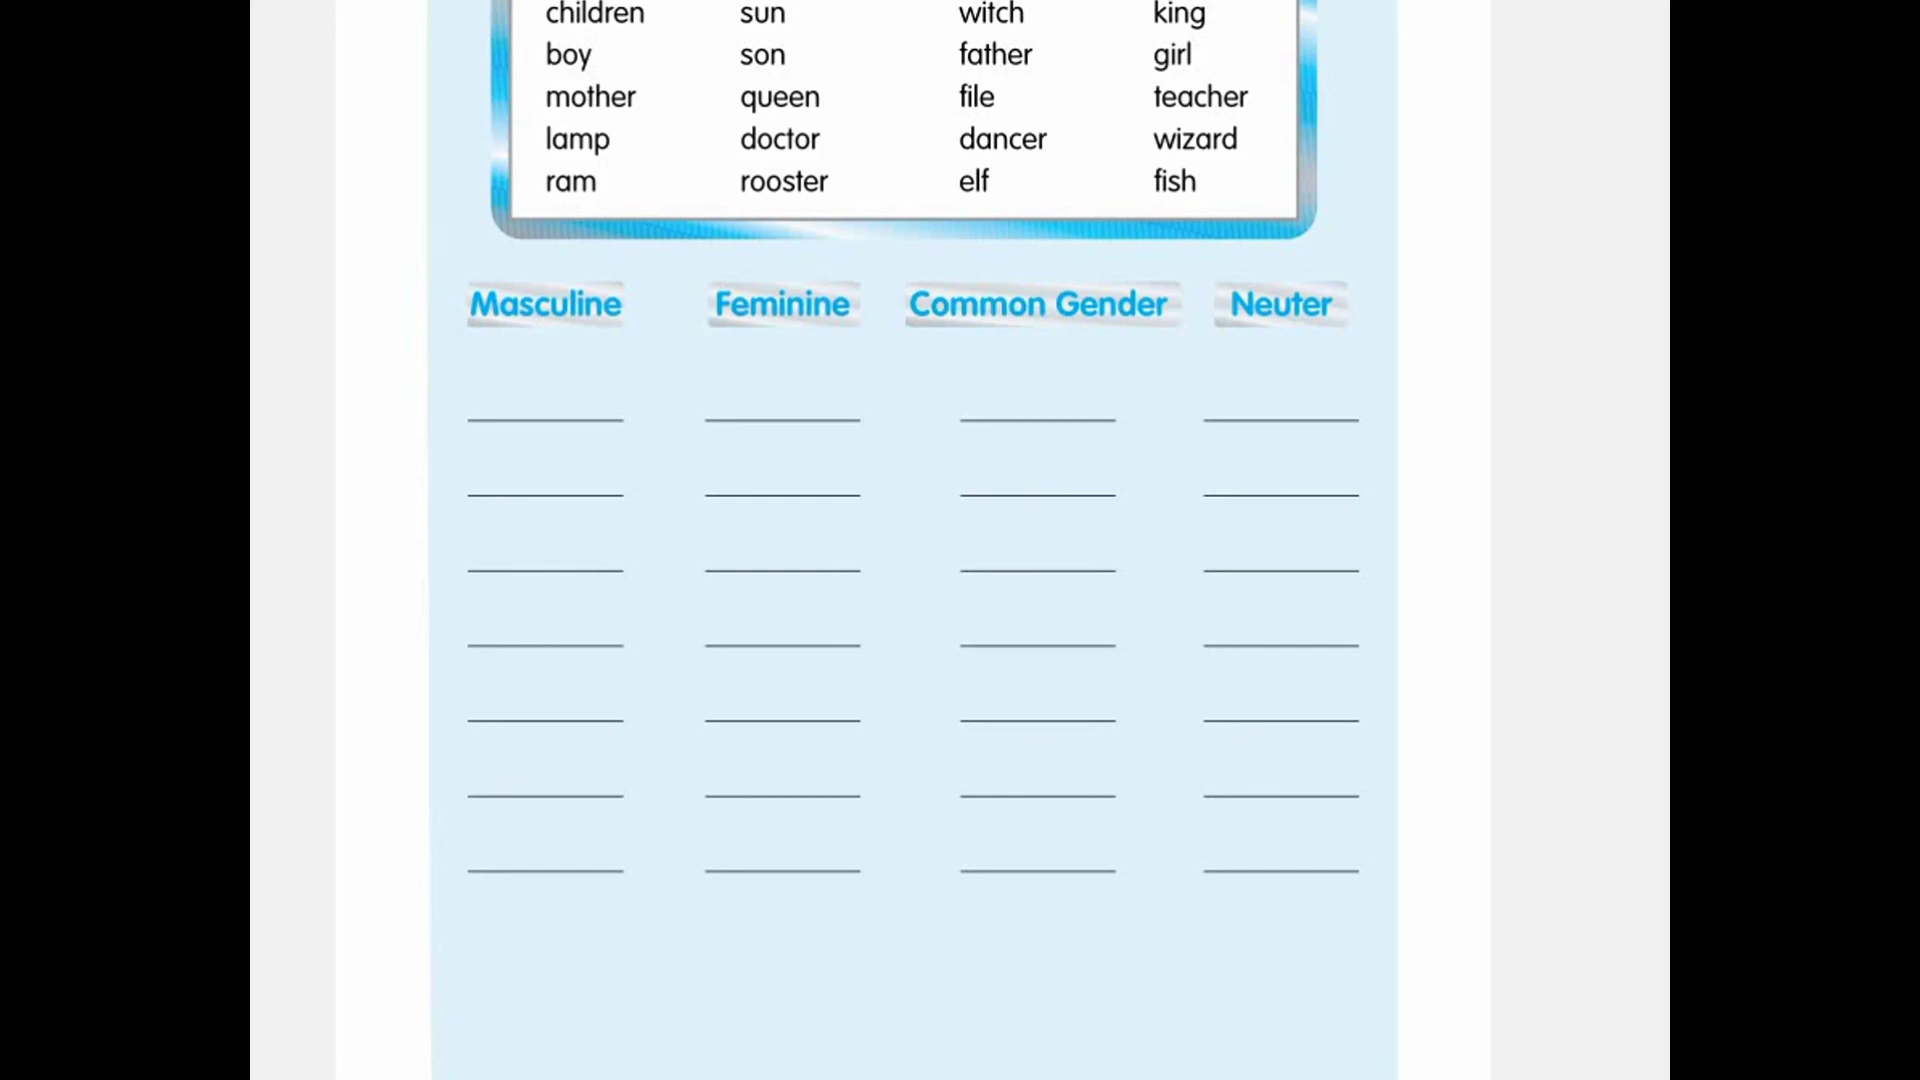 children sun witch king
boy son father girl
mother queen file teacher
lamp doctor dancer wizard
ram rooster elf fish
Masculine Feminine Common Gender Neuter